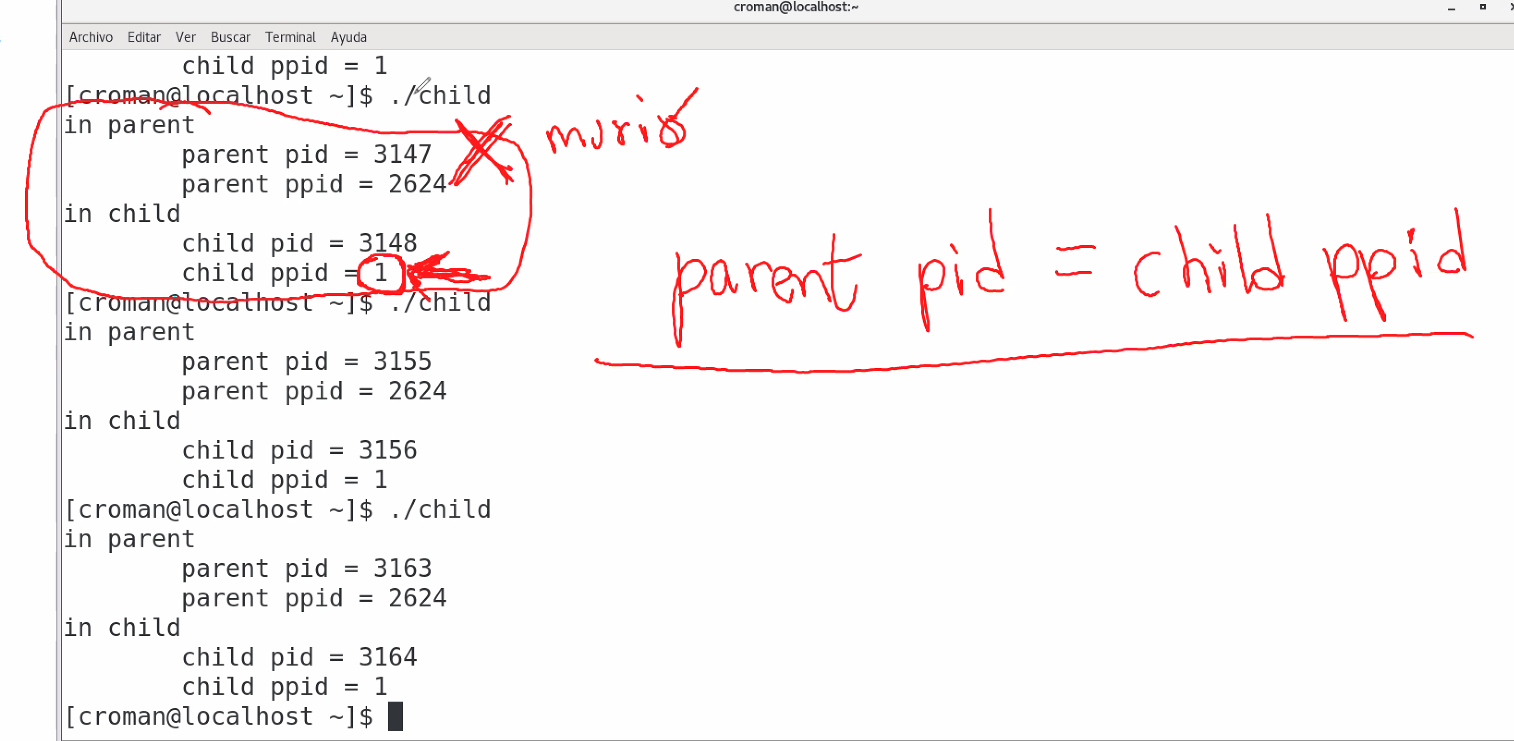 croman@localhost:~
Archivo Editar Ver Buscar Terminal Ayuda
child ppid = 1
[croman@localhost ~]$ ./child
in parent
parent pid = 3147
murió
parent ppid = 2624
in child
child pid = 3148
child ppid = 1
parent pid = child ppid
[croman@localhost ~]$ ./child
in parent
parent pid = 3155
parent ppid = 2624
in child
child pid = 3156
child ppid = 1
[croman@localhost ~]$ ./child
in parent
parent pid = 3163
parent ppid = 2624
in child
child pid = 3164
child ppid = 1
[croman@localhost ~]$